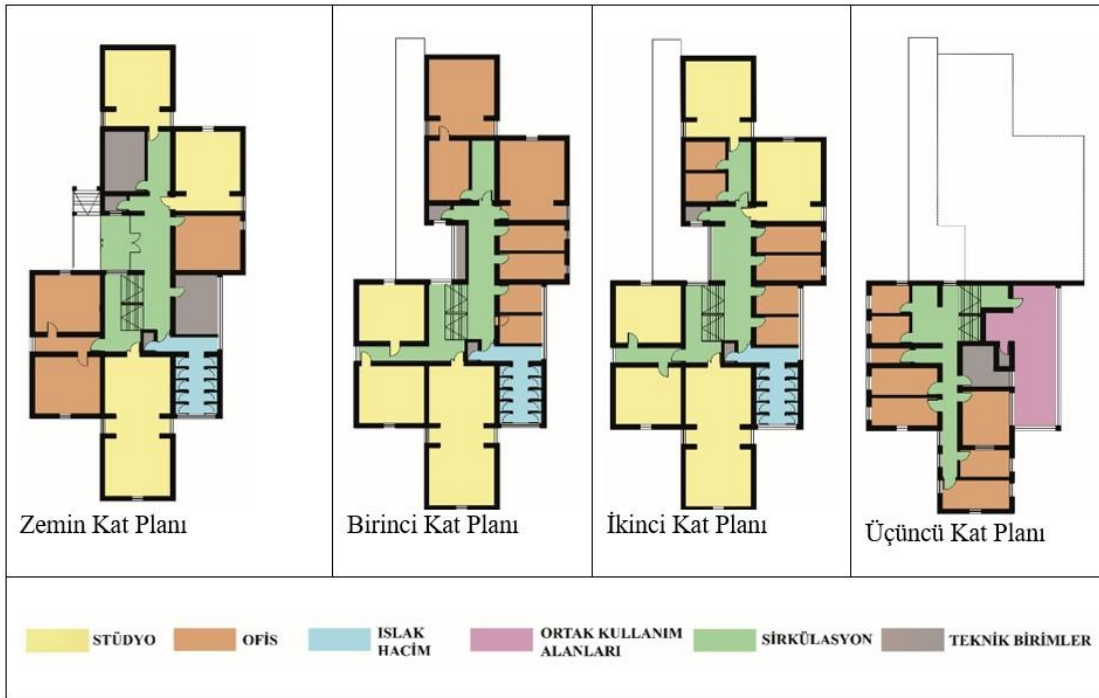 Zemin Kat Planı
Birinci Kat Planı
İkinci Kat Planı
Üçüncü Kat Planı
STÜDYO
OFİS
ISLAK
HACİM
ORTAK KULLANIM
ALANLARI
SİRKÜLASYON
TEKNİK BİRİMLER